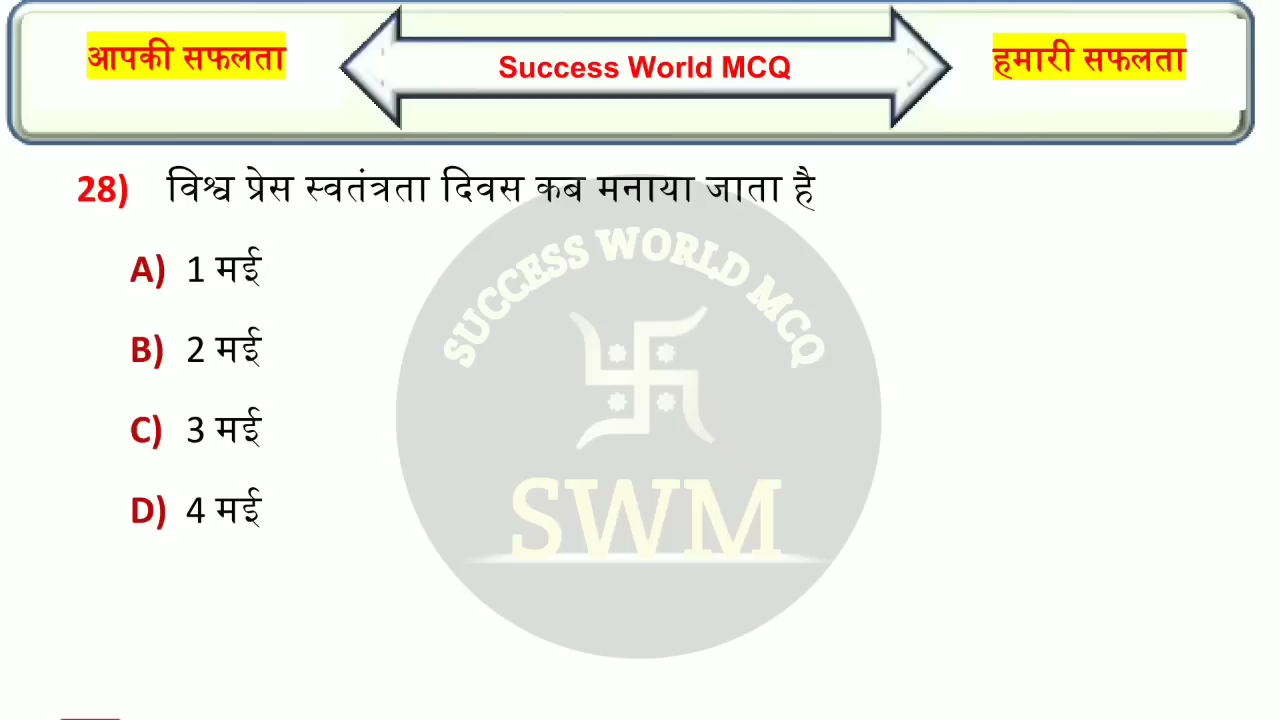 आपकी सफलता
Success World MCQ
हमारी सफलता
28) विश्व प्रेस स्वतंत्रता दिवस कब मनाया जाता है
A) 1 मई
B) 2 मई
C) 3 मई
D) 4 मई
SUCCESS WORLD MCQ
SWM